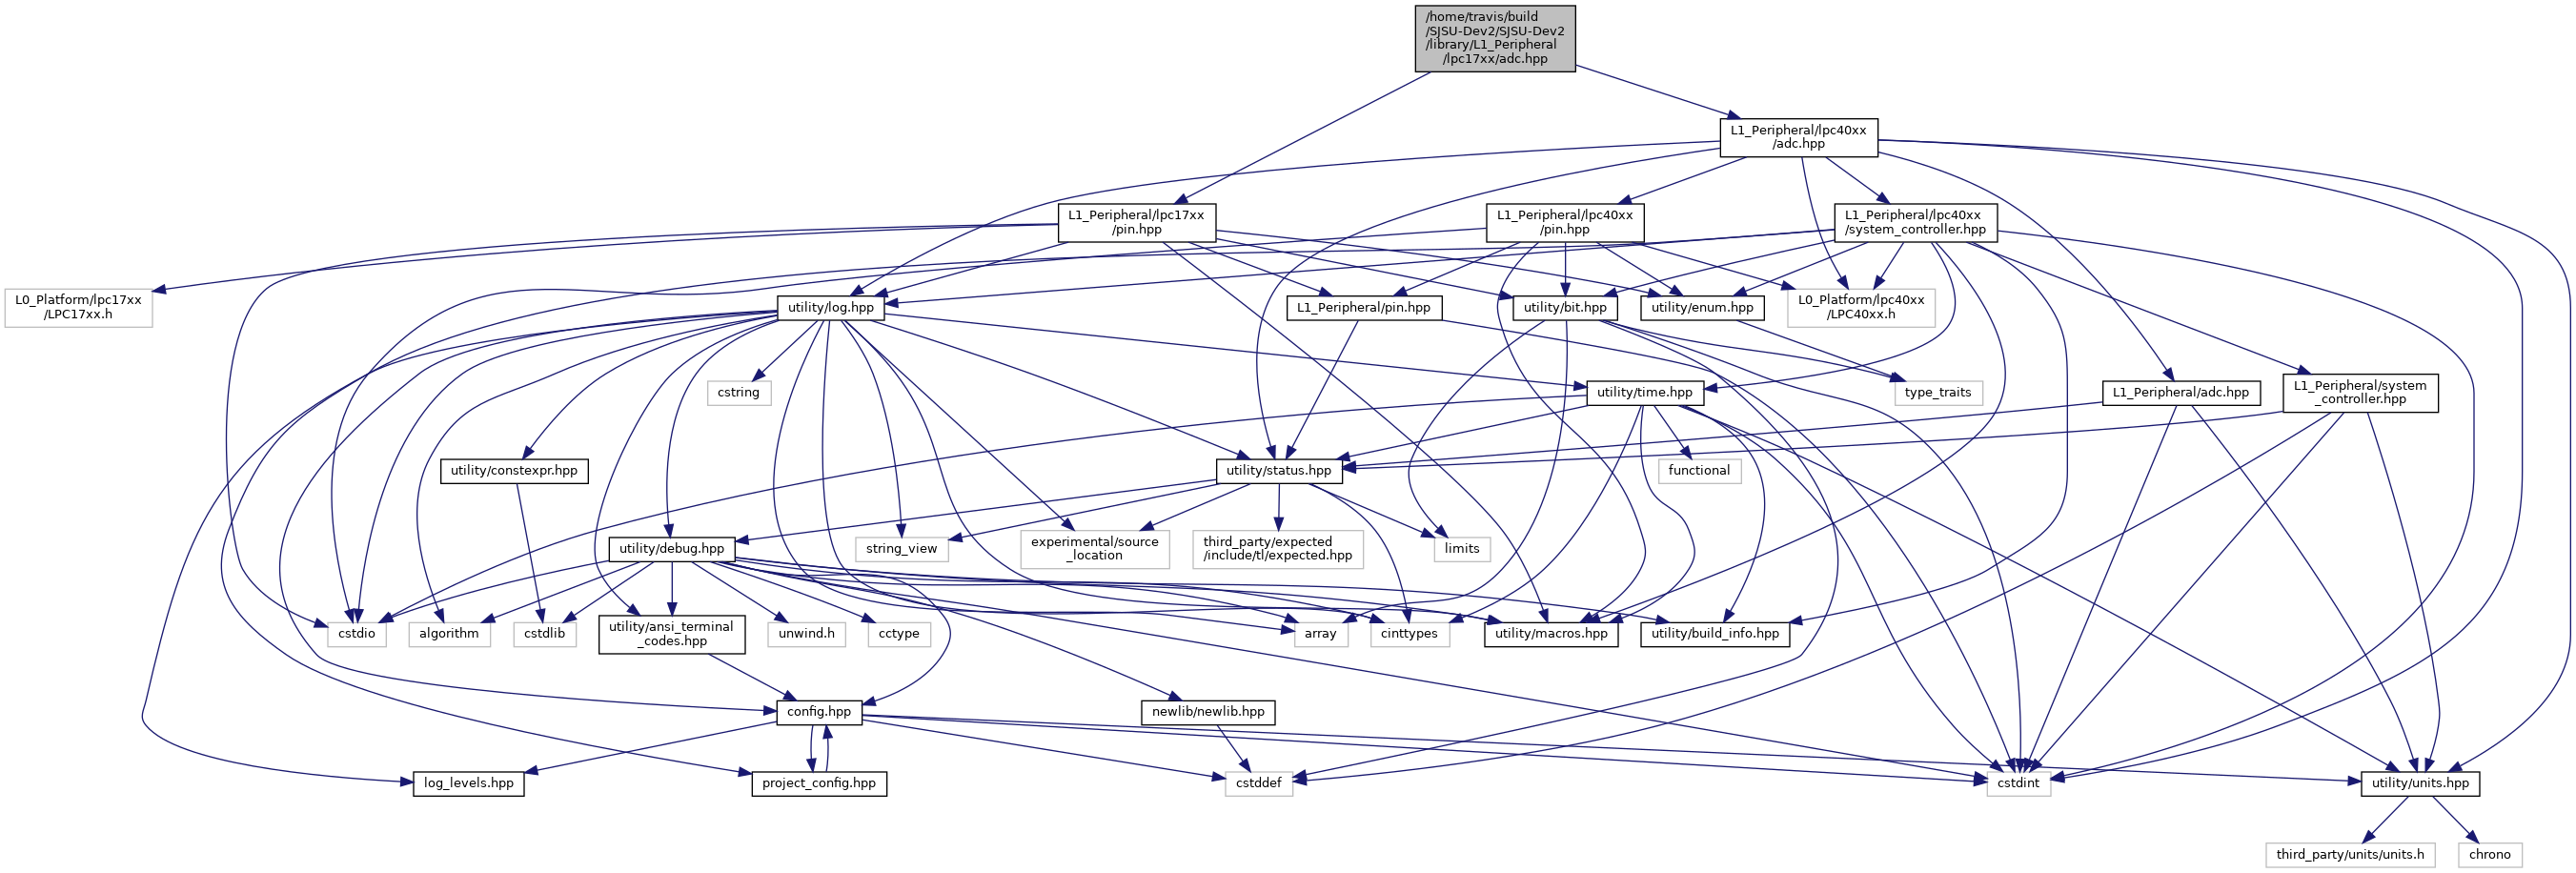 /home/travis/build
/SJSU-Dev2/SJSU-Dev2
/library/L1_Peripheral
/lpc17xx/adc.hpp
L1_Peripheral/lpc40xx
/adc.hpp
L1_Peripheral/lpc17xx
/pin.hpp
L1_Peripheral/lpc40xx
/pin.hpp
L1_Peripheral/lpc40xx
/system_controller.hpp
L0_Platform/lpc17xx
/LPC17xx.h
utility/log.hpp
L1_Peripheral/pin.hpp
utility/bit.hpp
utility/enum.hpp
L0_Platform/lpc40xx
/LPC40xx.h
cstring
utility/time.hpp
type_traits
L1_Peripheral/adc.hpp
L1_Peripheral/system
_controller.hpp
utility/constexpr.hpp
utility/status.hpp
functional
utility/debug.hpp
string_view
experimental/source
_location
third_party/expected
/include/tl/expected.hpp
limits
cstdio
algorithm
cstdlib
utility/ansi_terminal
_codes.hpp
unwind.h
cctype
array
cinttypes
utility/macros.hpp
utility/build_info.hpp
config.hpp
newlib/newlib.hpp
log_levels.hpp
project_config.hpp
cstddef
cstdint
utility/units.hpp
third_party/units/units.h
chrono